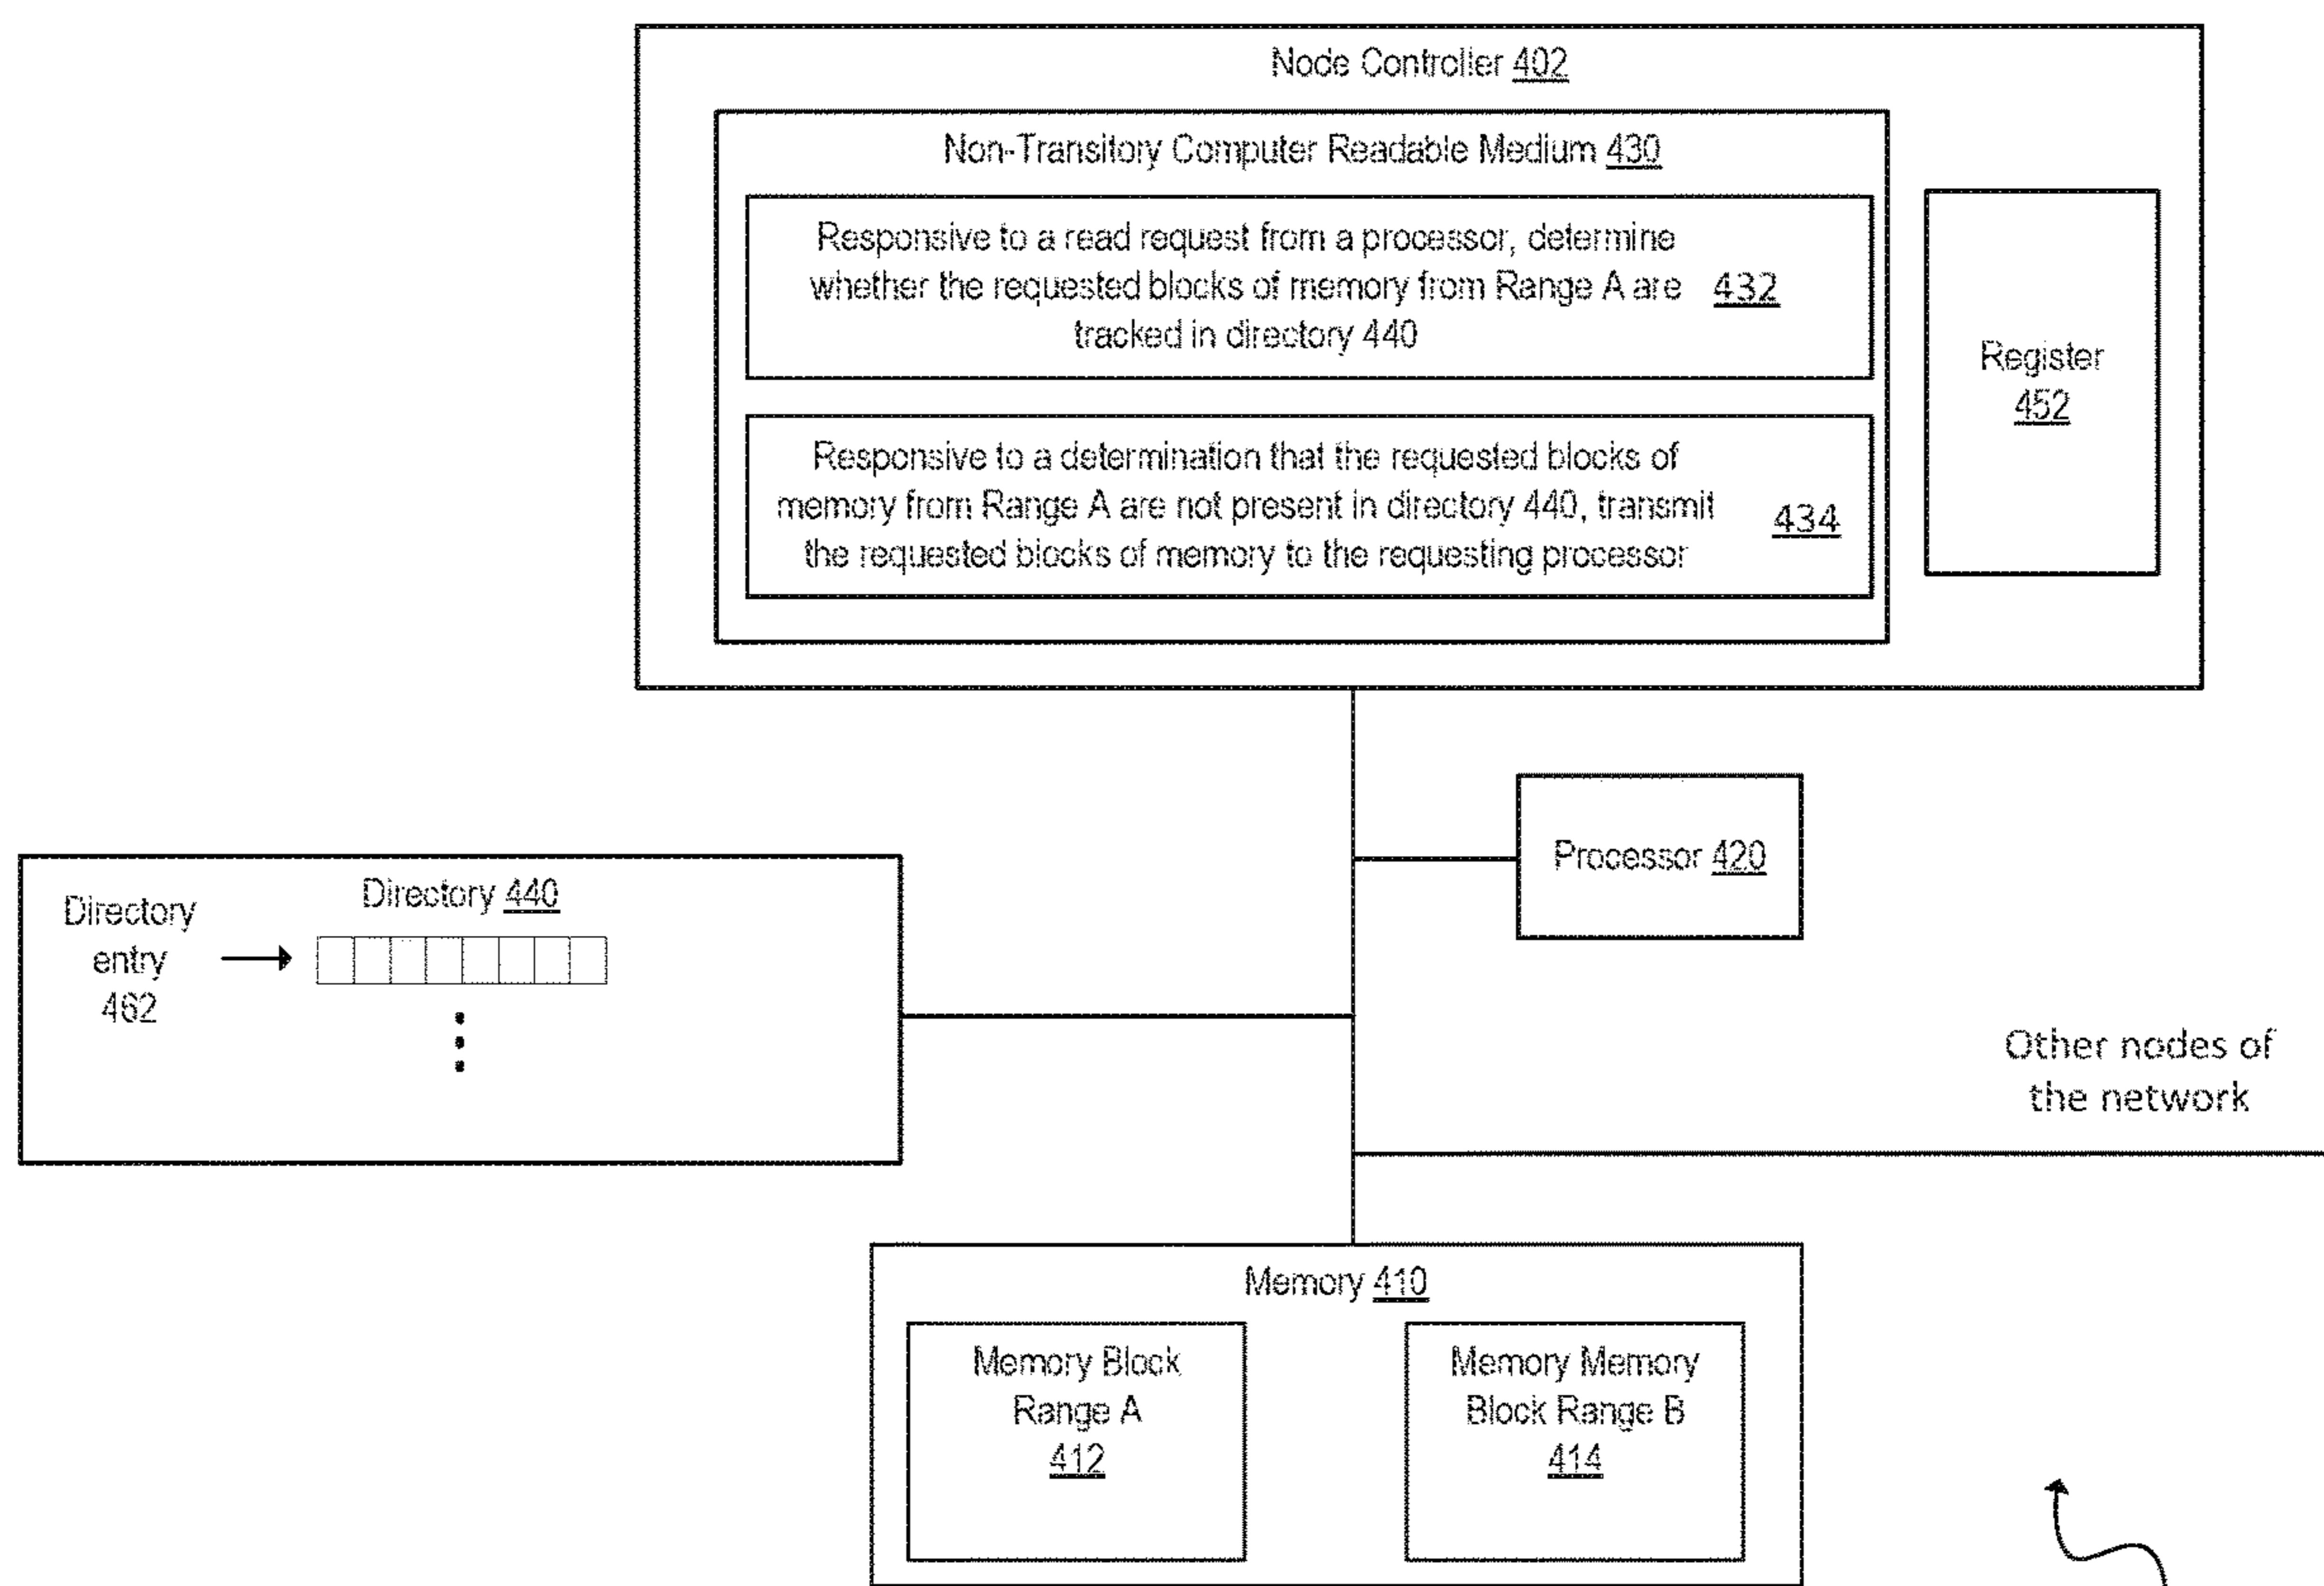 Node Controller 402
Non-Transitory Computer Readable Medium 430
Responsive to a read request from a processor, determine
whether the requested blocks of memory from Range A are 432
tracked in directory 440
Responsive to a determination that the requested blocks of
memory from Range A are not present in directory 440, transmit 434
the requested blocks of memory to the requesting processor
Register
452
Processor 420
Directory 440
Directory
entry
462
Other nodes of
the network
Memory 410
Memory Block
Range A
412
Memory Memory
Block Range B
414